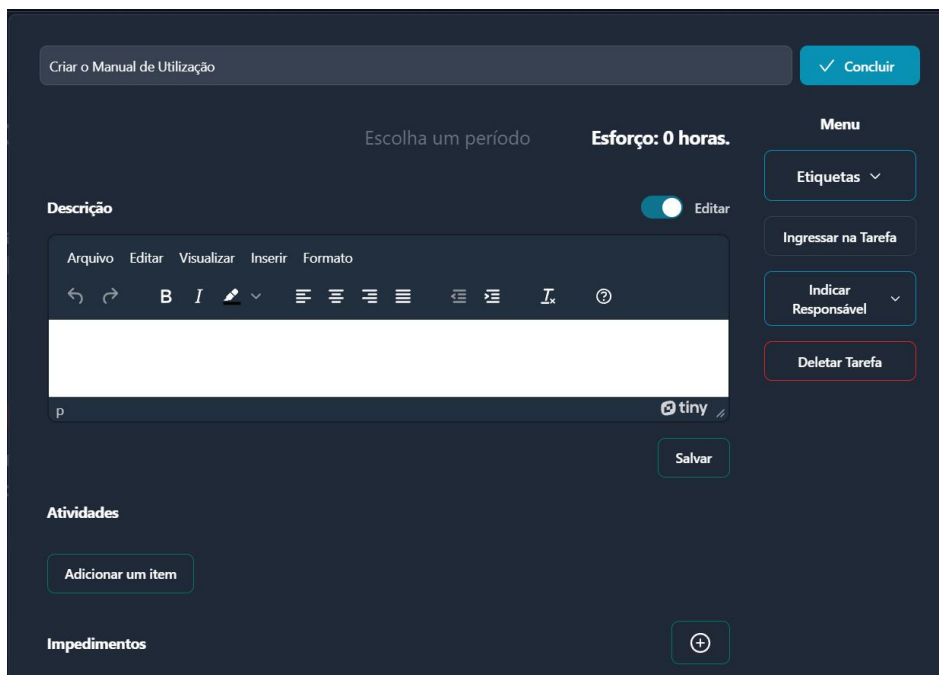 Criar o Manual de Utilização
Concluir
Escolha um período
Esforço: 0 horas.
Menu
Etiquetas
Descrição
Editar
Ingressar na Tarefa
Arquivo Editar Visualizar Inserir Formato
B I
Indicar
Responsável
Deletar Tarefa
p
tiny
Salvar
Atividades
Adicionar um item
Impedimentos